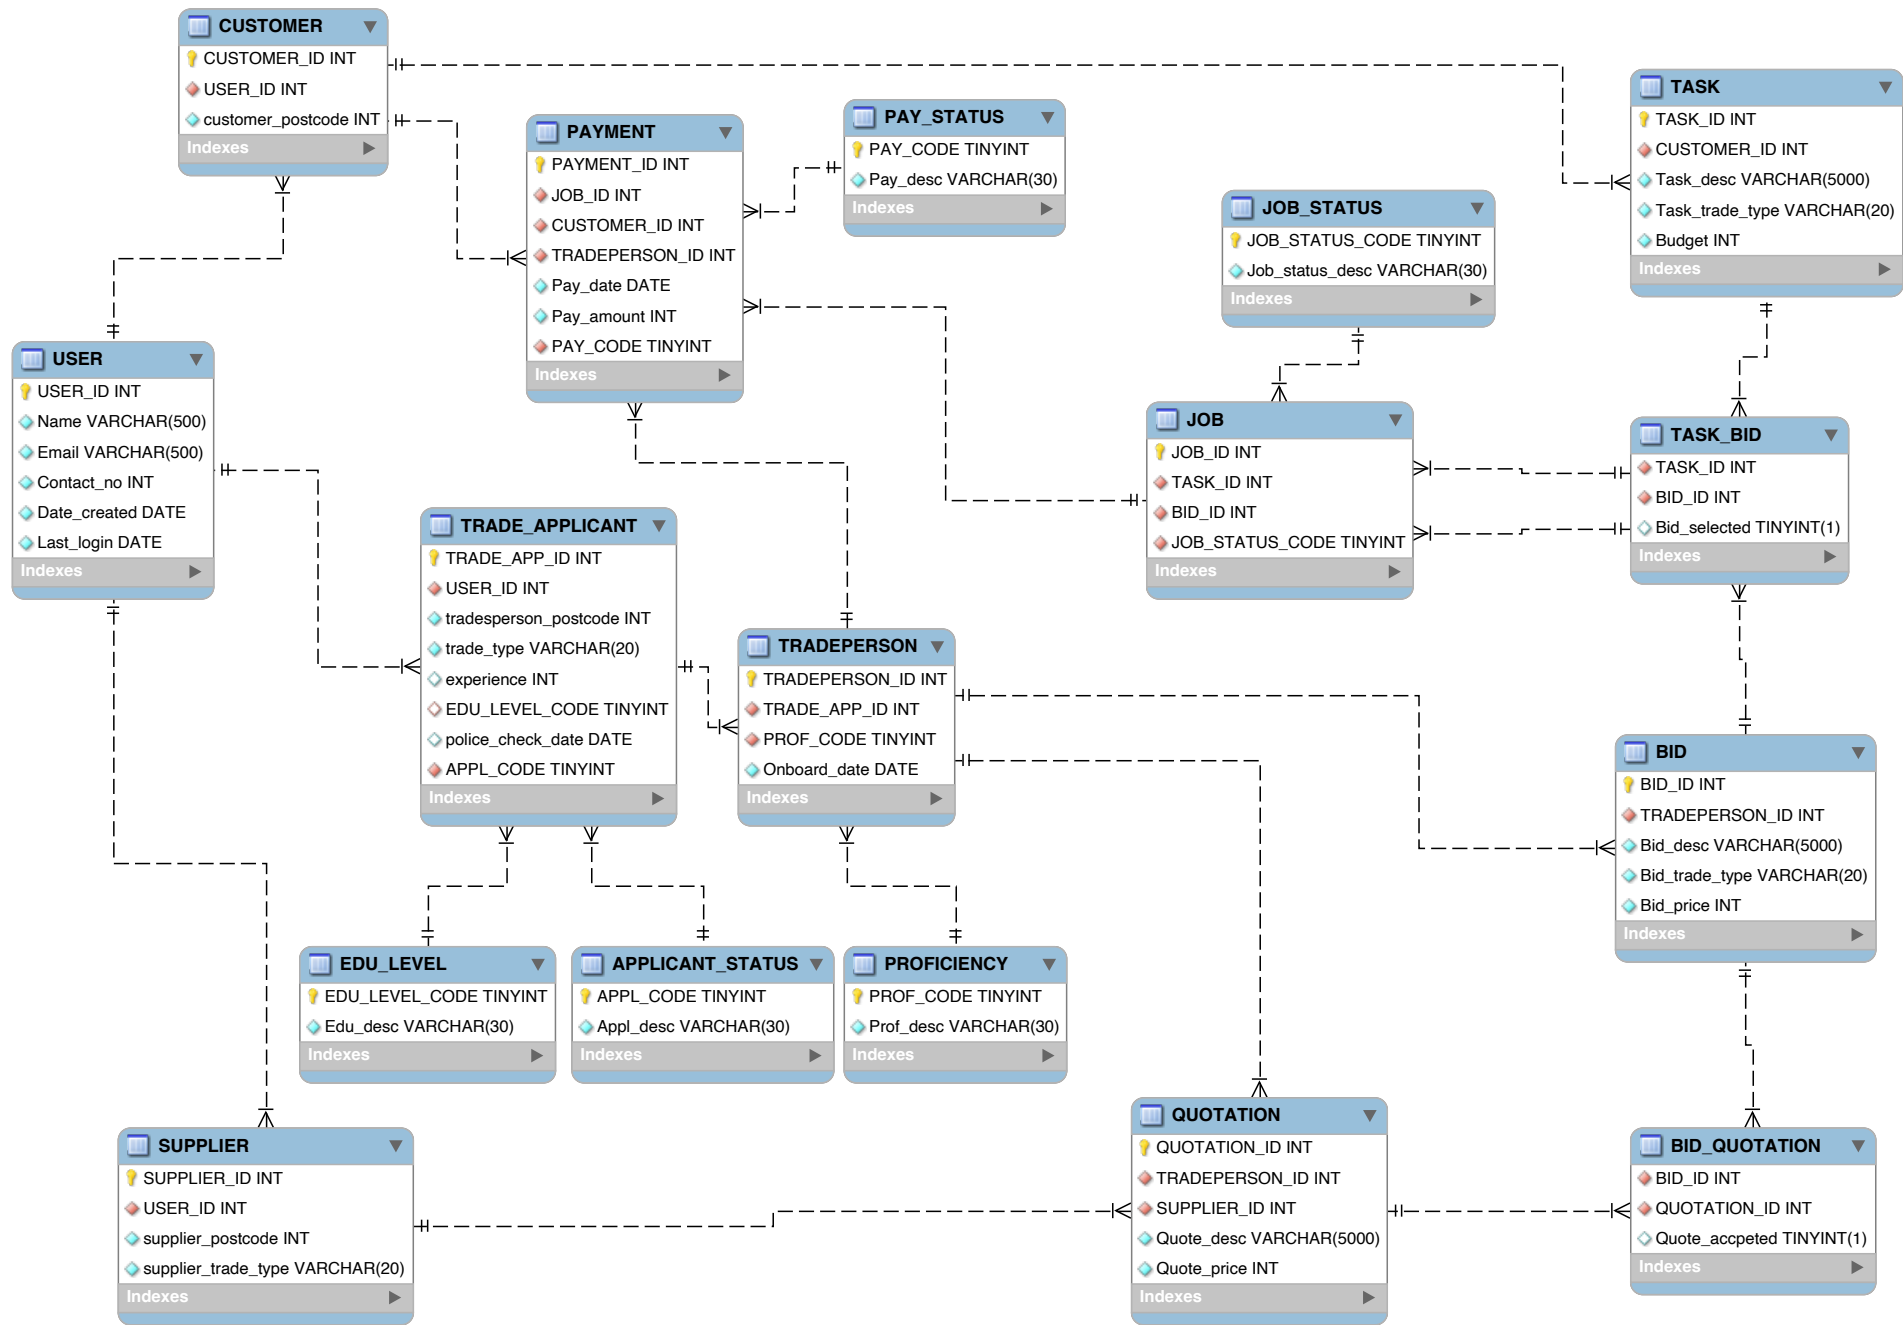 CUSTOMER
CUSTOMER_ID INT
USER_ID INT
customer_postcode INT
Indexes
PAYMENT
PAYMENT_ID INT
JOB_ID INT
CUSTOMER_ID INT
TRADEPERSON_ID INT
Pay_date DATE
Pay_amount INT
PAY_CODE TINYINT
Indexes
PAY_STATUS
PAY_CODE TINYINT
Pay_desc VARCHAR(30)
Indexes
JOB_STATUS
JOB_STATUS_CODE TINYINT
Job_status_desc VARCHAR(30)
Indexes
TASK
TASK_ID INT
CUSTOMER_ID INT
Task_desc VARCHAR(5000)
Task_trade_type VARCHAR(20)
Budget INT
Indexes
USER
USER_ID INT
Name VARCHAR(500)
Email VARCHAR(500)
Contact_no INT
Date_created DATE
Last_login DATE
Indexes
JOB
JOB_ID INT
TASK_ID INT
BID_ID INT
JOB_STATUS_CODE TINYINT
Indexes
TASK_BID
TASK_ID INT
BID_ID INT
Bid_selected TINYINT(1)
Indexes
TRADE_APPLICANT
TRADE_APP_ID INT
USER_ID INT
tradesperson_postcode INT
trade_type VARCHAR(20)
experience INT
EDU_LEVEL_CODE TINYINT
police_check_date DATE
APPL_CODE TINYINT
Indexes
TRADEPERSON
TRADEPERSON_ID INT
TRADE_APP_ID INT
PROF_CODE TINYINT
Onboard_date DATE
Indexes
BID
BID_ID INT
TRADEPERSON_ID INT
Bid_desc VARCHAR(5000)
Bid_trade_type VARCHAR(20)
Bid_price INT
Indexes
EDU_LEVEL
EDU_LEVEL_CODE TINYINT
Edu_desc VARCHAR(30)
Indexes
APPLICANT_STATUS
APPL_CODE TINYINT
Appl_desc VARCHAR(30)
Indexes
PROFICIENCY
PROF_CODE TINYINT
Prof_desc VARCHAR(30)
Indexes
SUPPLIER
SUPPLIER_ID INT
USER_ID INT
supplier_postcode INT
supplier_trade_type VARCHAR(20)
Indexes
QUOTATION
QUOTATION_ID INT
TRADEPERSON_ID INT
SUPPLIER_ID INT
Quote_desc VARCHAR(5000)
Quote_price INT
Indexes
BID_QUOTATION
BID_ID INT
QUOTATION_ID INT
Quote_accpeted TINYINT(1)
Indexes